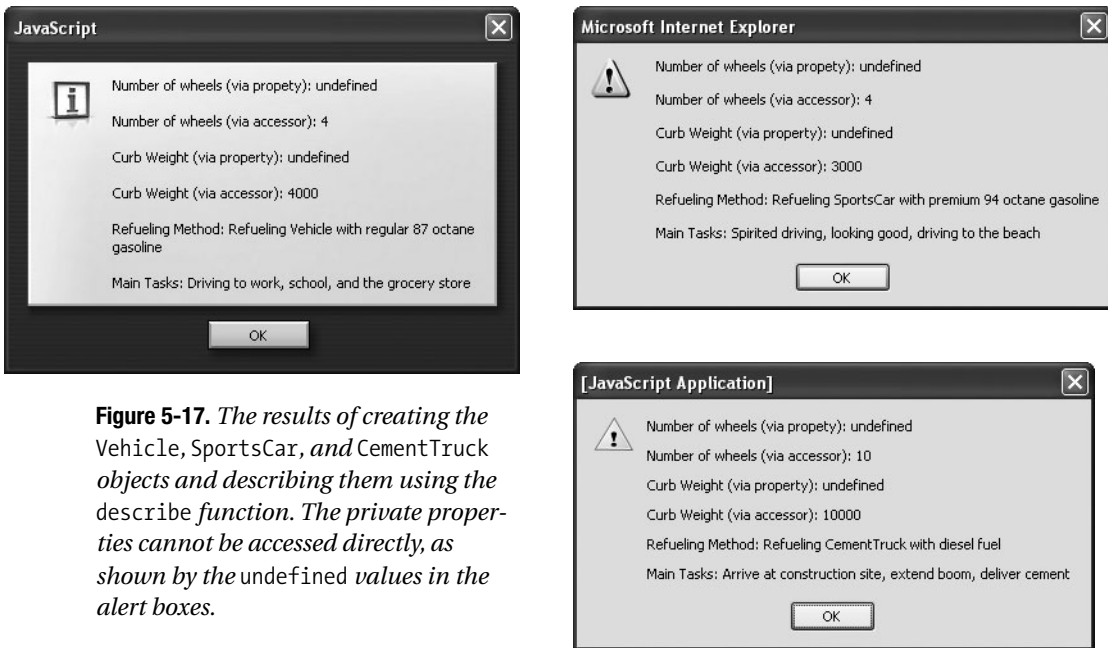 JavaScript
Number of wheels (via propety): undefined
Number of wheels (via accessor): 4
Curb Weight (via property): undefined
Curb Weight (via accessor): 4000
Refueling Method: Refueling Vehicle with regular 87 octane
gasoline
Main Tasks: Driving to work, school, and the grocery store
OK
Microsoft Internet Explorer
Number of wheels (via propety): undefined
Number of wheels (via accessor): 4
Curb Weight (via property): undefined
Curb Weight (via accessor): 3000
Refueling Method: Refueling SportsCar with premium 94 octane gasoline
Main Tasks: Spirited driving, looking good, driving to the beach
OK
Figure 5-17. The results of creating the
Vehicle, SportsCar, and CementTruck
objects and describing them using the
describe function. The private proper-
ties cannot be accessed directly, as
shown by the undefined values in the
alert boxes.
[JavaScript Application]
Number of wheels (via propety): undefined
Number of wheels (via accessor): 10
Curb Weight (via property): undefined
Curb Weight (via accessor): 10000
Refueling Method: Refueling CementTruck with diesel fuel
Main Tasks: Arrive at construction site, extend boom, deliver cement
OK